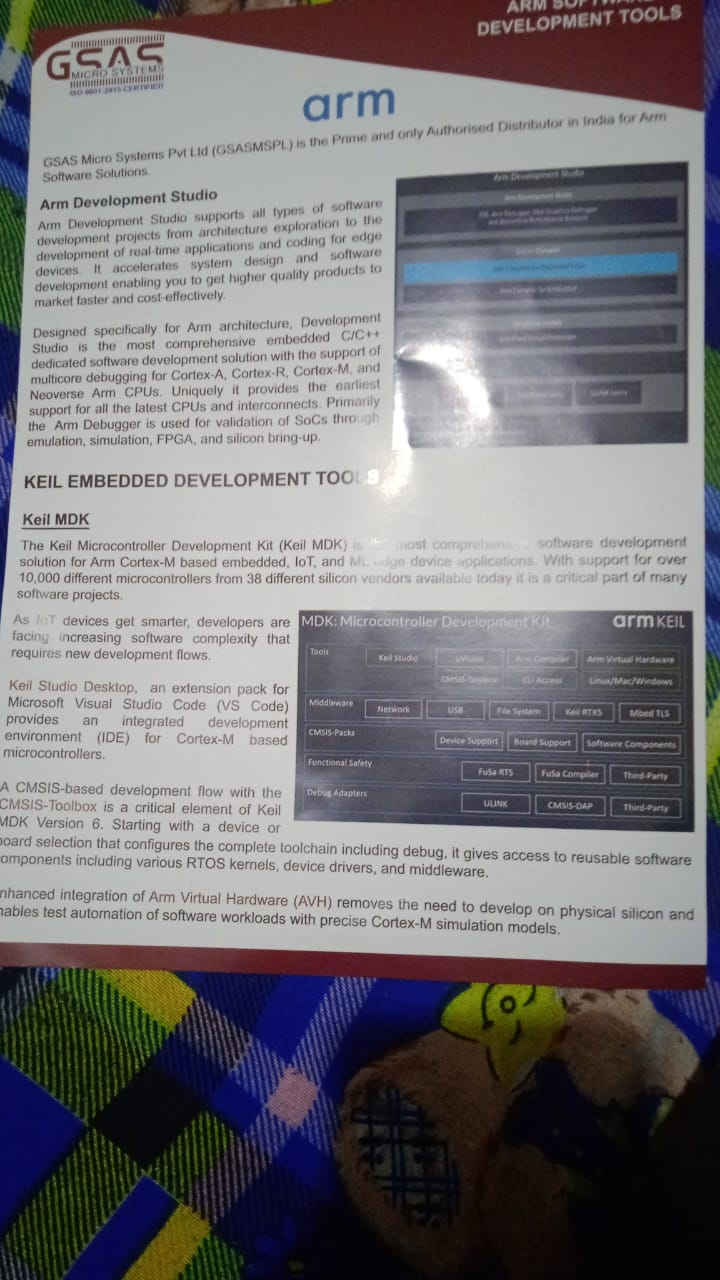 ARM SOFTWARE
DEVELOPMENT TOOLS
GSAS
MICRO SYSTEMS
ISO 9001:2015 CERTIFIED
arm
GSAS Micro Systems Pvt Ltd (GSASMSPL) is the Prime and only Authorised Distributor in India for Arm
Software Solutions.
Arm Development Studio
Arm Development Studio supports all types of software
development projects from architecture exploration to the
development of real-time applications and coding for edge
devices. It accelerates system design and software
development enabling you to get higher quality products to
market faster and cost-effectively.
Designed specifically for Arm architecture, Development
Studio is the most comprehensive embedded C/C++
dedicated software development solution with the support of
multicore debugging for Cortex-A, Cortex-R, Cortex-M, and
Neoverse Arm CPUs. Uniquely it provides the earliest
support for all the latest CPUs and interconnects. Primarily
the Arm Debugger is used for validation of SoCs through
emulation, simulation, FPGA, and silicon bring-up.
Arm Development Studio
KEIL EMBEDDED DEVELOPMENT TOOLS
Keil MDK
The Keil Microcontroller Development Kit (Keil MDK) is the most comprehensive software development
solution for Arm Cortex-M based embedded, IoT, and ML edge device applications. With support for over
10,000 different microcontrollers from 38 different silicon vendors available today it is a critical part of many
software projects.
As IoT devices get smarter, developers are
facing increasing software complexity that
requires new development flows.
Keil Studio Desktop, an extension pack for
Microsoft Visual Studio Code (VS Code)
provides an integrated development
environment (IDE) for Cortex-M based
microcontrollers.
A CMSIS-based development flow with the
CMSIS-Toolbox is a critical element of Keil
MDK Version 6. Starting with a device or
board selection that configures the complete toolchain including debug, it gives access to reusable software
components including various RTOS kernels, device drivers, and middleware.
MDK: Microcontroller Development Kit arm KEIL
Tools Keil Studio µVision Arm Compiler Arm Virtual Hardware
CMSIS-Toolbox CLI Access Linux/Mac/Windows
Middleware Network USB File System Keil RTX5 Mbed TLS
CMSIS-Packs Device Support Board Support Software Components
Functional Safety FuSa RTS FuSa Compiler Third-Party
Debug Adapters ULINK CMSIS-DAP Third-Party
nhanced integration of Arm Virtual Hardware (AVH) removes the need to develop on physical silicon and
nables test automation of software workloads with precise Cortex-M simulation models.